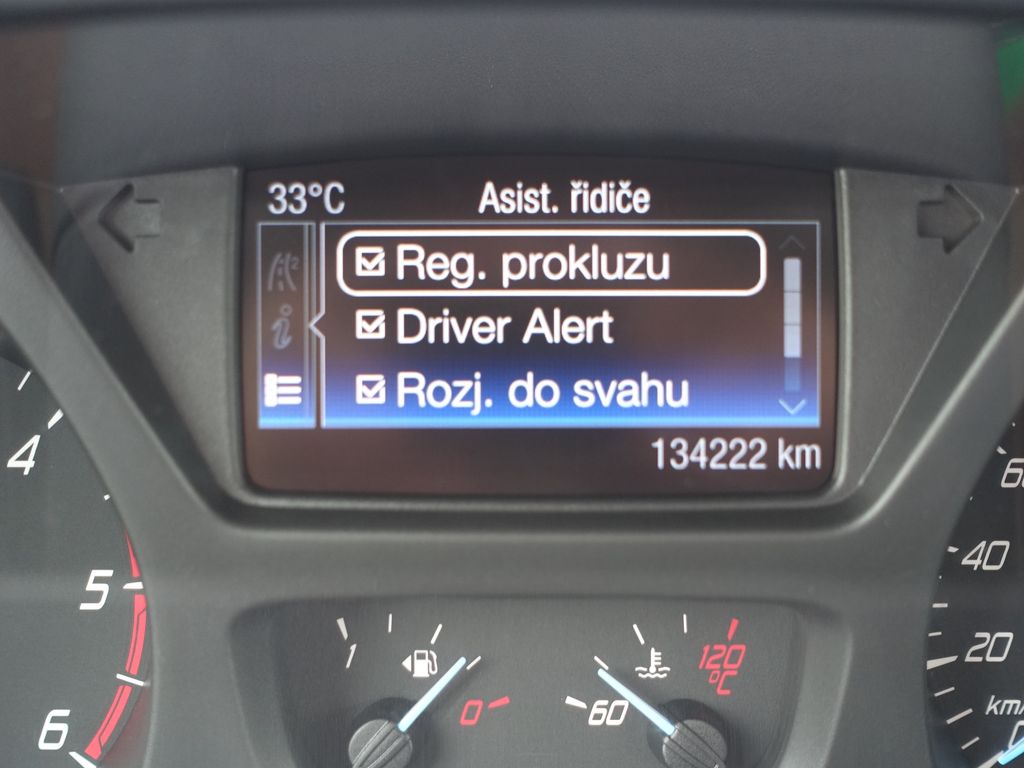 33°C Asist. řidiče
Reg. prokluzu
Driver Alert
i
Rozj. do svahu
134222 km
4
5
6
1
0
60
120
°C
40
20